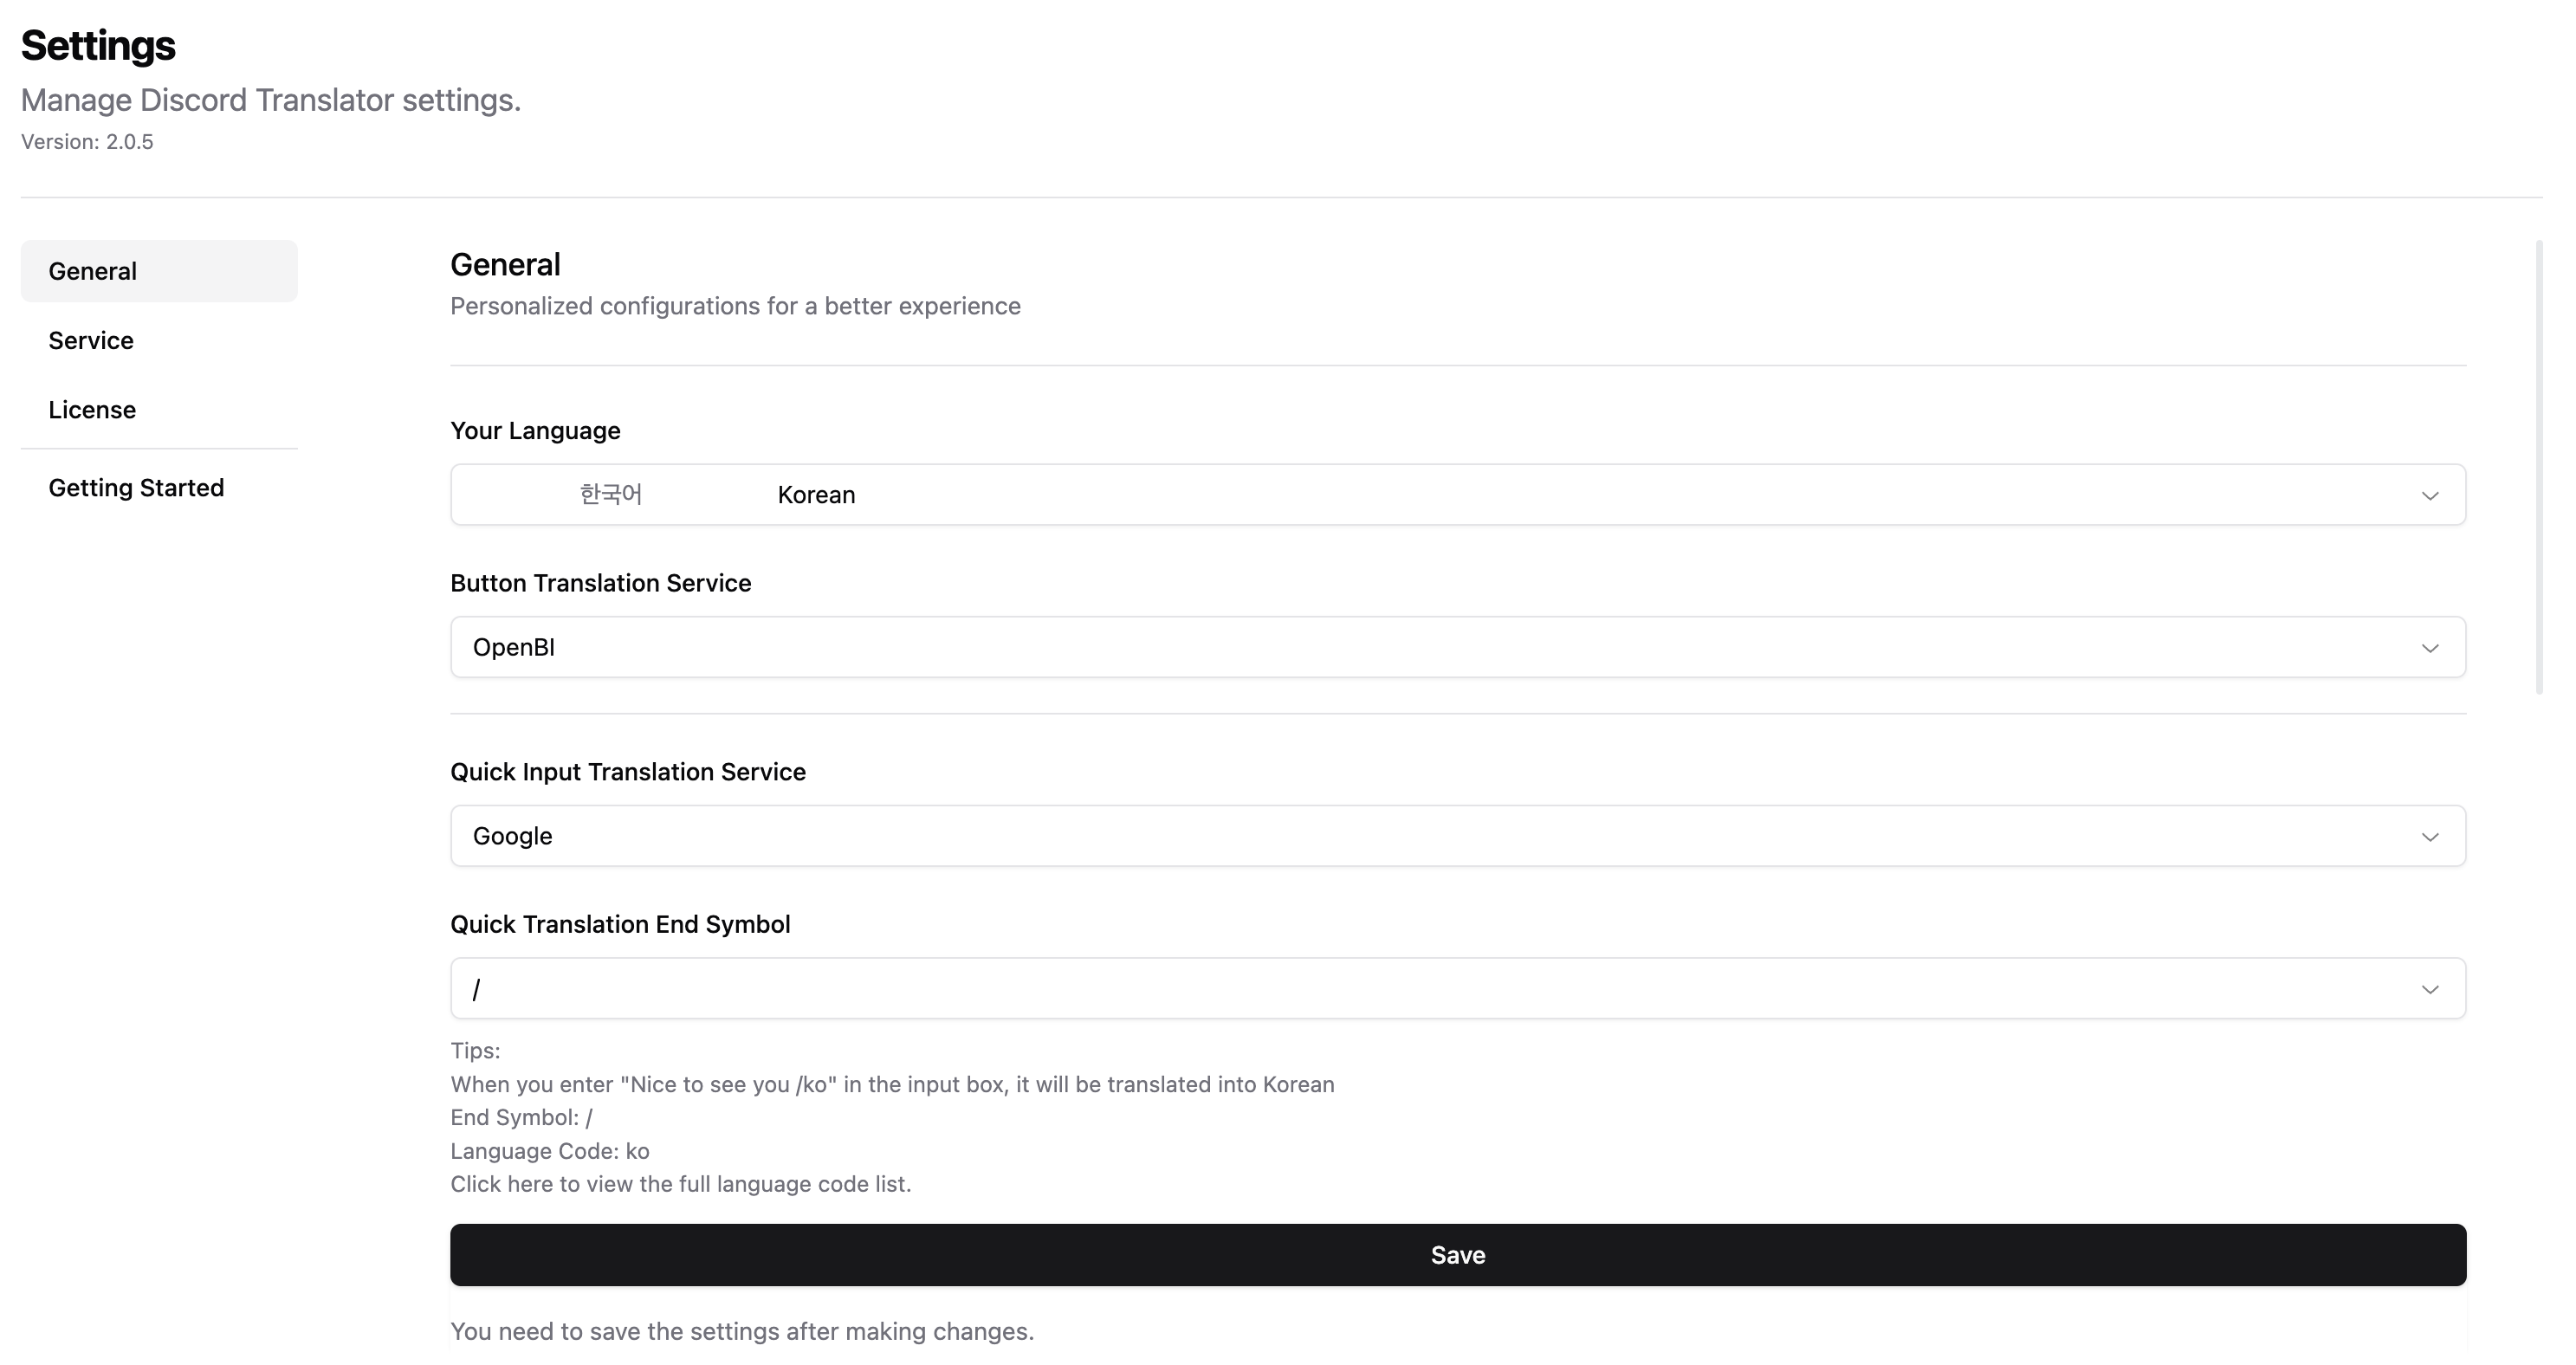 Settings
Manage Discord Translator settings.
Version: 2.0.5
General
Service
License
Getting Started
General
Personalized configurations for a better experience
Your Language
한국어 Korean
Button Translation Service
OpenBI
Quick Input Translation Service
Google
Quick Translation End Symbol
/
Tips:
When you enter "Nice to see you /ko" in the input box, it will be translated into Korean
End Symbol: /
Language Code: ko
Click here to view the full language code list.
Save
You need to save the settings after making changes.